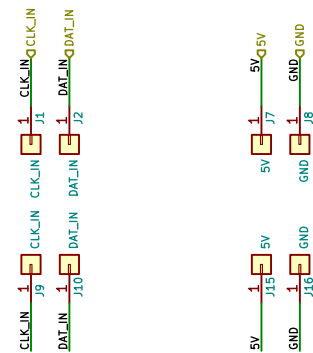 CLK_IN DAT_IN 5V GND
CLK_IN DAT_IN 5V GND
1 J1 1 J2 1 J7 1 J8
CLK_IN DAT_IN 5V GND
CLK_IN DAT_IN 5V GND
1 J9 1 J10 1 J15 1 J16
CLK_IN DAT_IN 5V GND